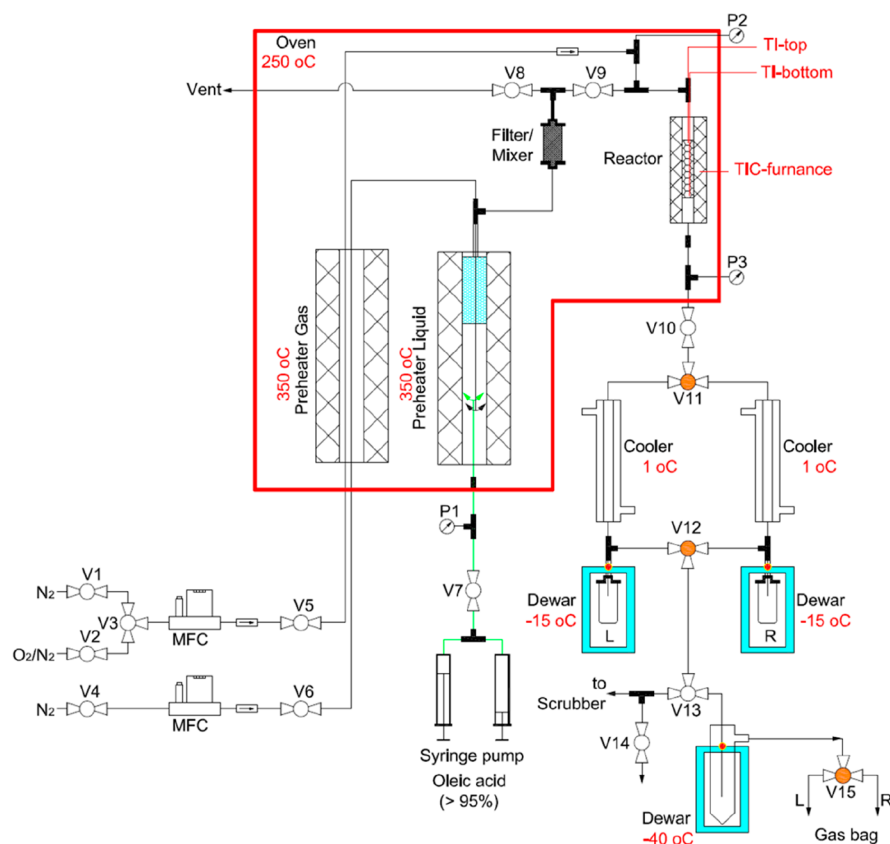 P2
Oven
250 oC
TI-top
TI-bottom
V8
V9
Vent
Filter/
Mixer
Reactor
TIC-furnance
P3
Preheater Gas
350 oC
Preheater Liquid
350 oC
V10
V11
Cooler
1 oC
Cooler
1 oC
P1
V12
V7
Dewar
-15 oC
L
R
Dewar
-15 oC
N2
V1
V3
V2
O2/N2
MFC
V5
N2
V4
MFC
V6
Syringe pump
Oleic acid
(> 95%)
to
Scrubber
V13
V14
Dewar
-40 oC
L
V15
R
Gas bag